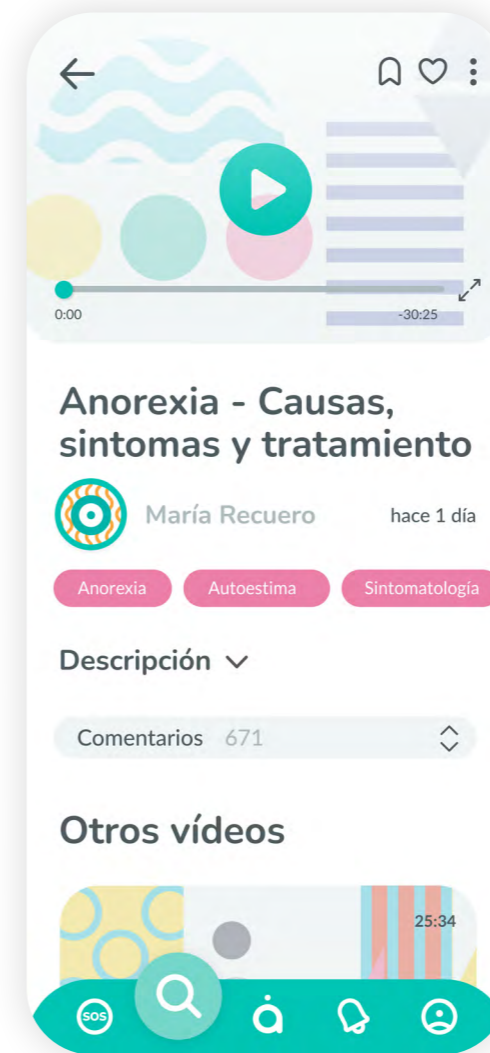 0:00 -30:25
Anorexia - Causas,
sintomas y tratamiento
María Recuero hace 1 día
Anorexia Autoestima Sintomatología
Descripción
Comentarios 671
Otros vídeos
25:34
SOS